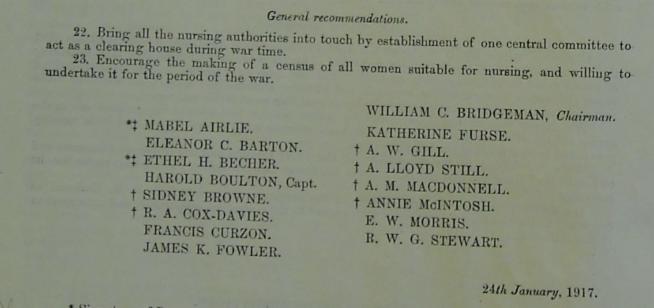 General recommendations.
22. Bring all the nursing authorities into touch by establishment of one central committee to
act as a clearing house during war time.
23. Encourage the making of a census of all women suitable for nursing, and willing to
undertake it for the period of the war.
WILLIAM C. BRIDGEMAN, Chairman.
*‡ MABEL AIRLIE.
ELEANOR C. BARTON.
*‡ ETHEL H. BECHER.
HAROLD BOULTON, Capt.
† SIDNEY BROWNE.
† R. A. COX-DAVIES.
FRANCIS CURZON.
JAMES K. FOWLER.
KATHERINE FURSE.
† A. W. GILL.
† A. LLOYD STILL.
† A. M. MACDONNELL.
† ANNIE McINTOSH.
E. W. MORRIS.
R. W. G. STEWART.
24th January, 1917.